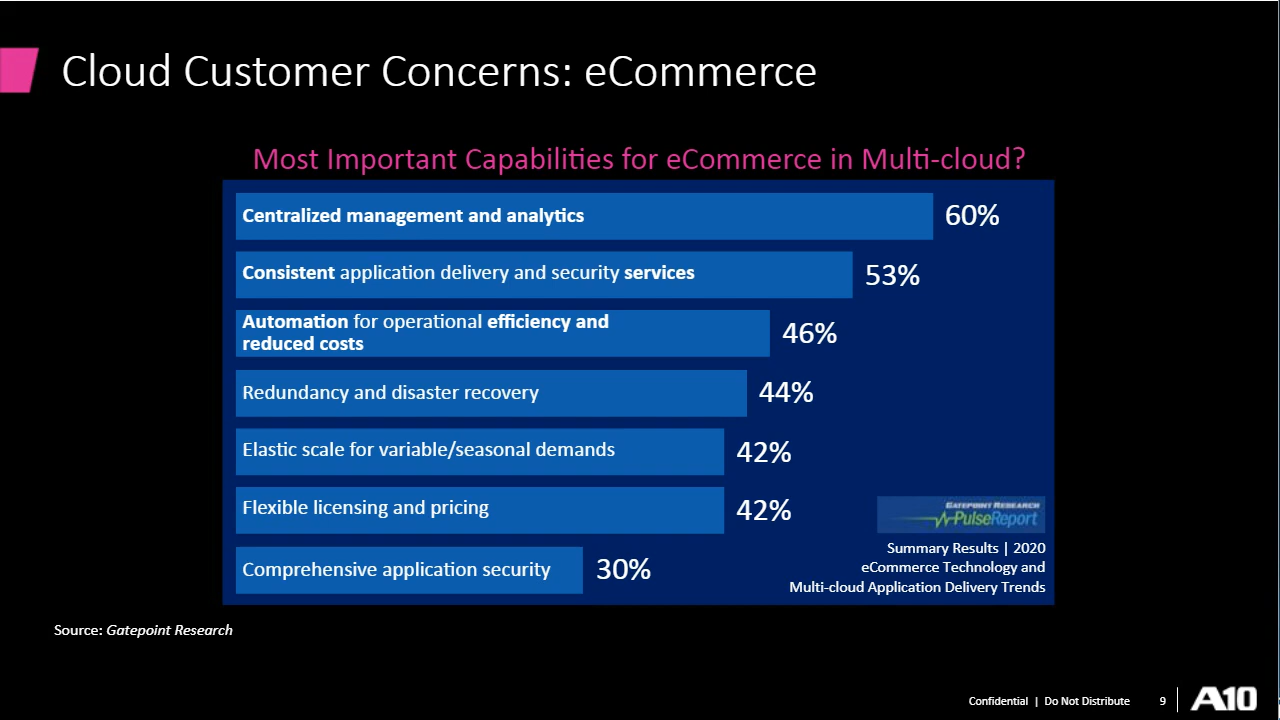 Cloud Customer Concerns: eCommerce
Most Important Capabilities for eCommerce in Multi-cloud?
Centralized management and analytics
60%
Consistent application delivery and security services
53%
Automation for operational efficiency and
reduced costs
46%
Redundancy and disaster recovery
44%
Elastic scale for variable/seasonal demands
42%
Flexible licensing and pricing
42%
Comprehensive application security
30%
GATEPOINT RESEARCH
PulseReport
Summary Results | 2020
eCommerce Technology and
Multi-cloud Application Delivery Trends
Source: Gatepoint Research
Confidential | Do Not Distribute 9 A10